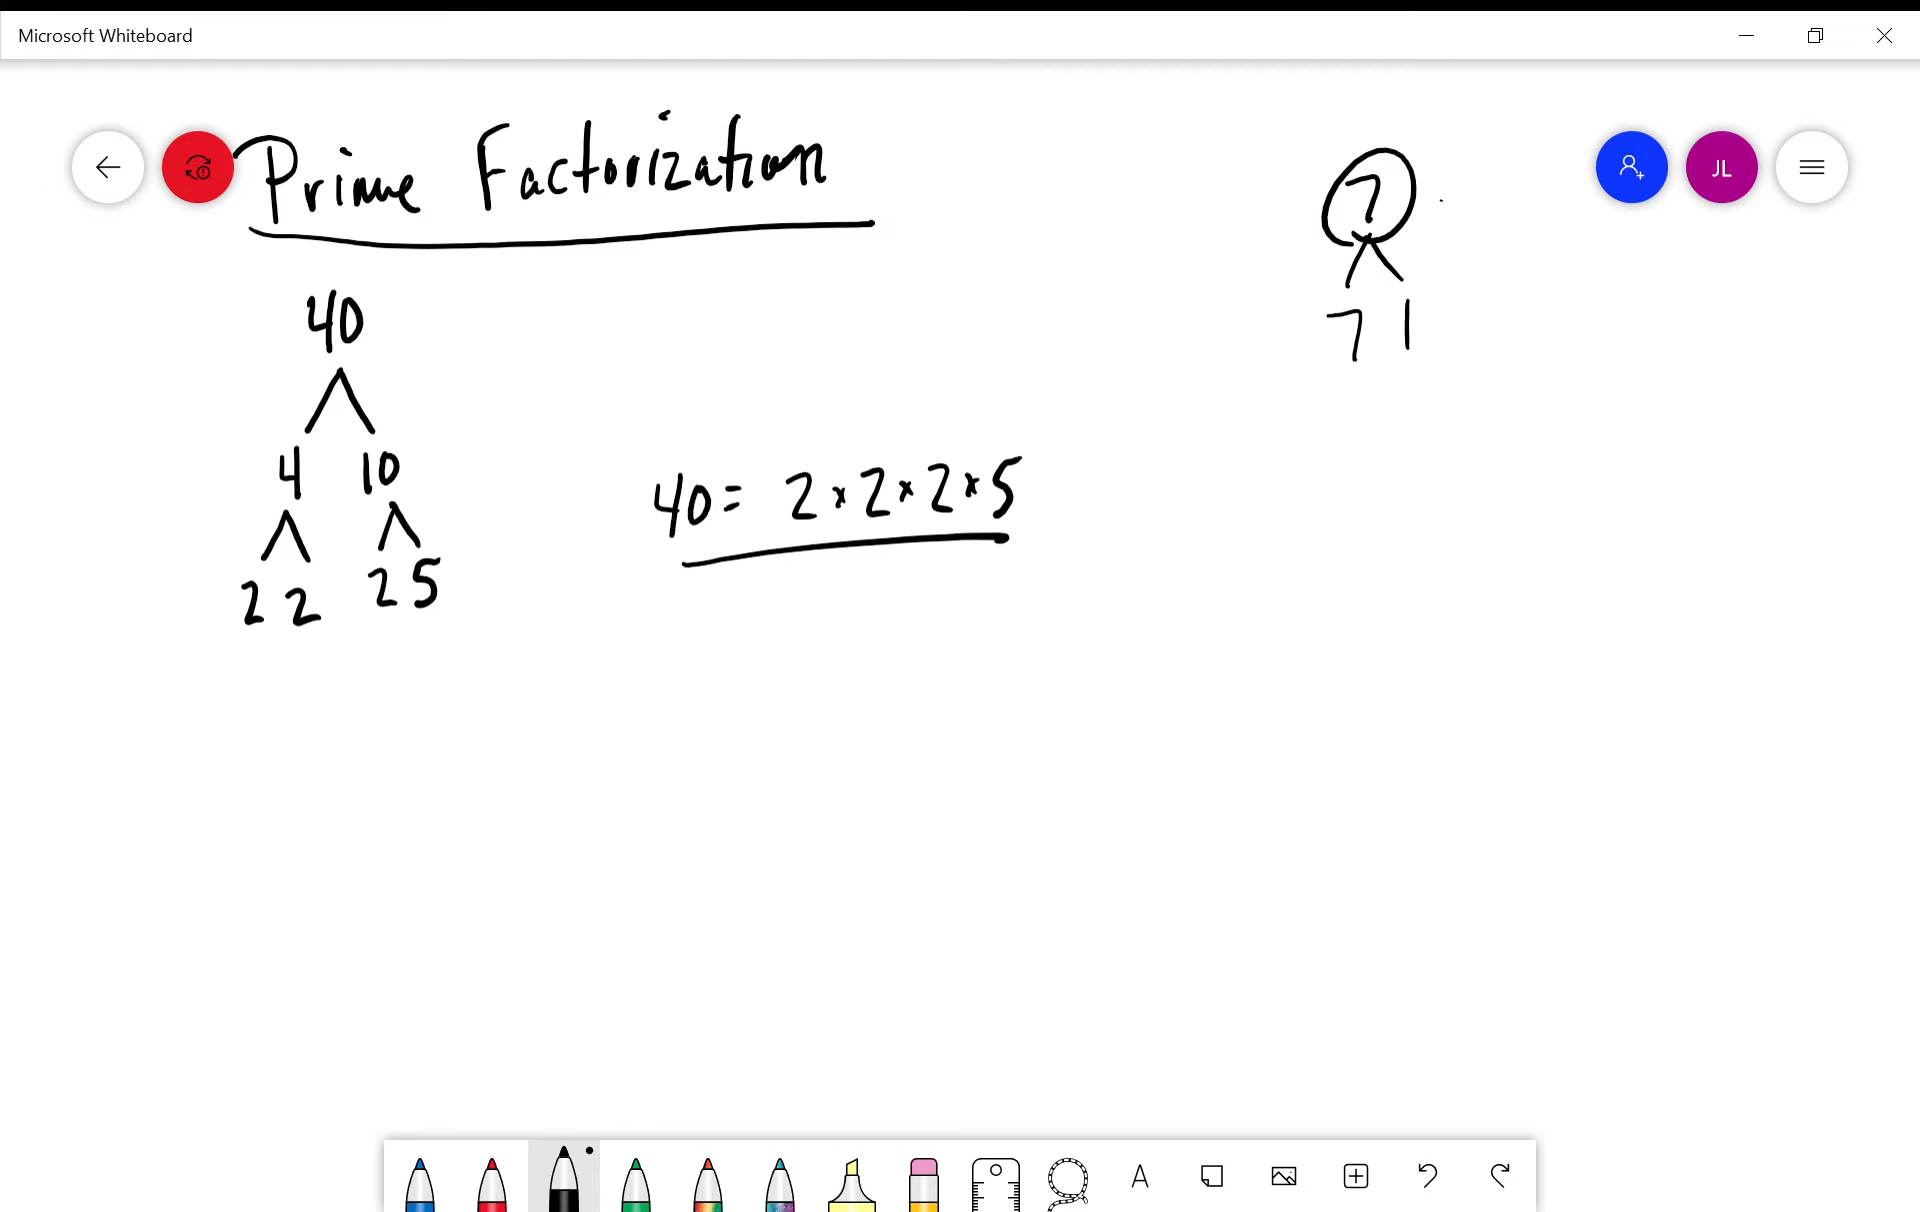 Microsoft Whiteboard
Prime Factorization
JL
7
7 1
40
4 10
2 2 2 5
40 = 2 × 2 × 2 × 5
A